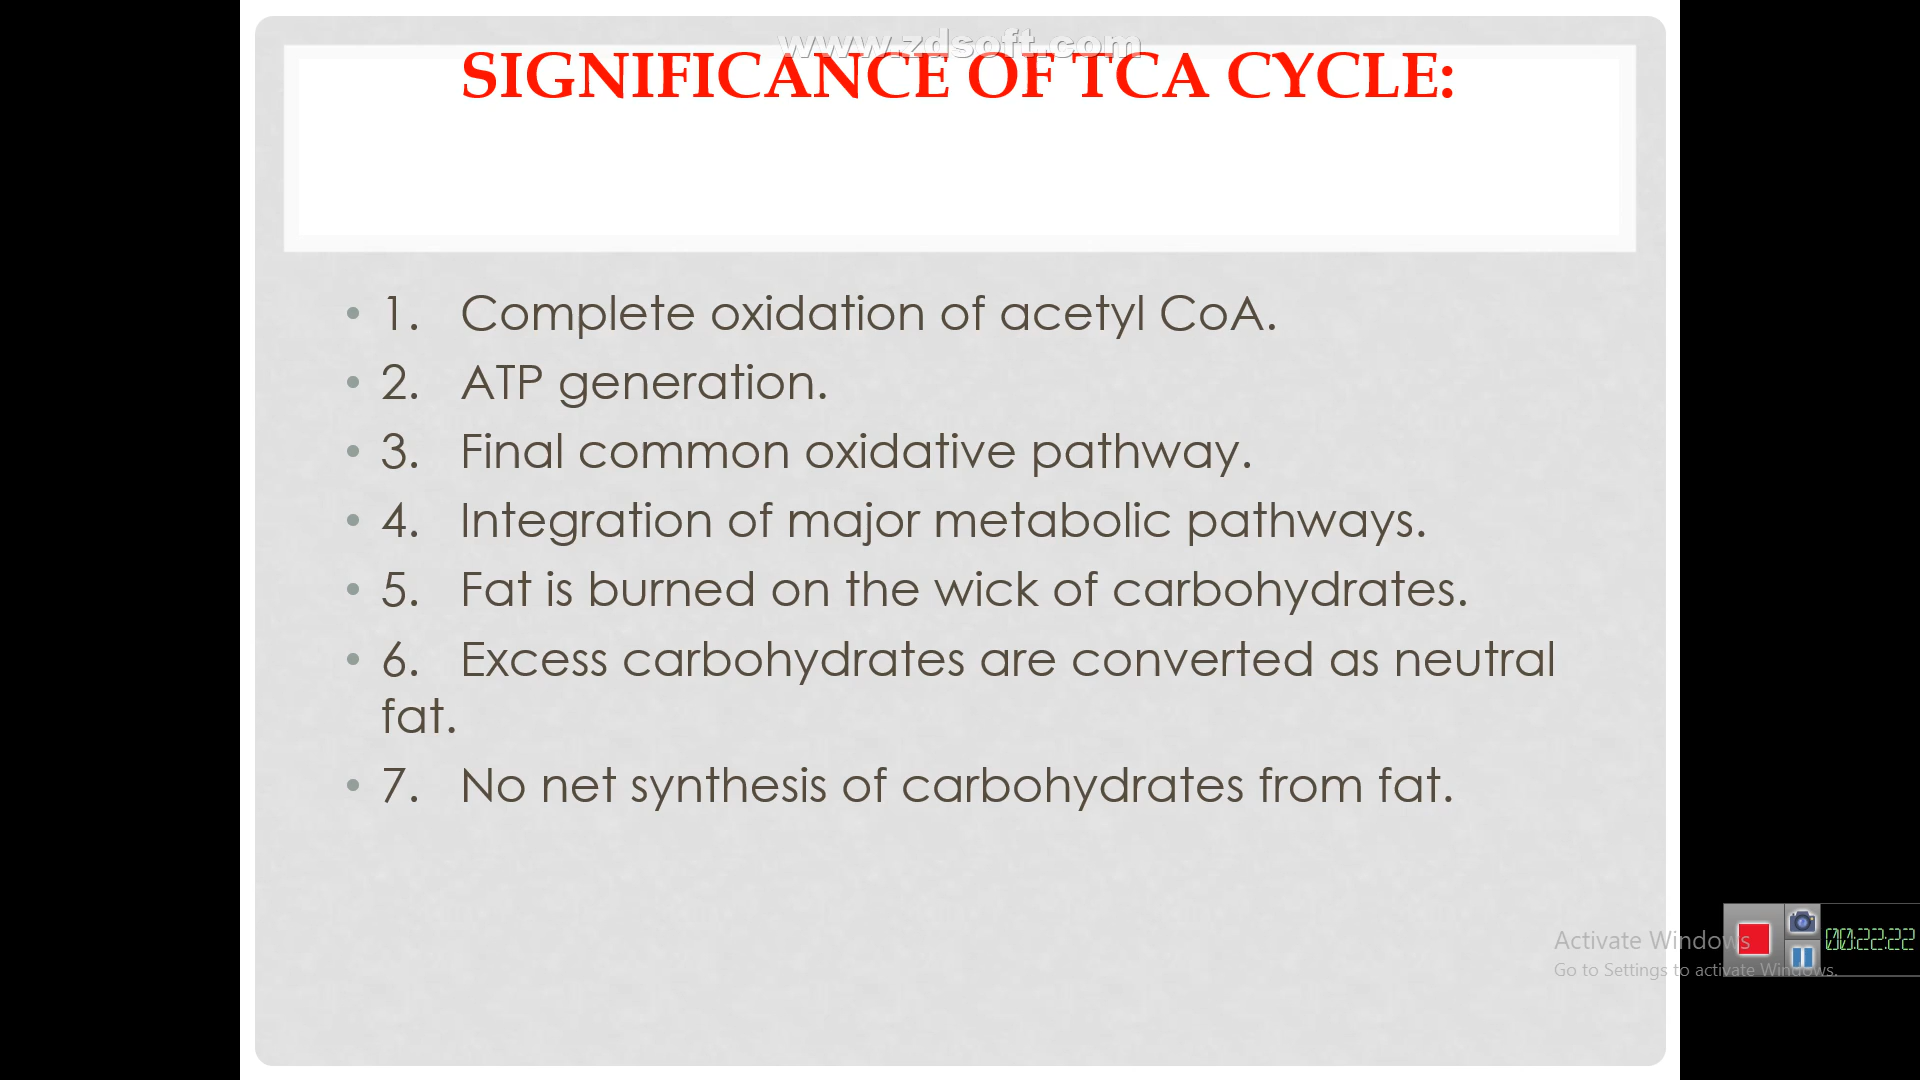 www.zdsoft.com
SIGNIFICANCE OF TCA CYCLE:
• 1. Complete oxidation of acetyl CoA.
• 2. ATP generation.
• 3. Final common oxidative pathway.
• 4. Integration of major metabolic pathways.
• 5. Fat is burned on the wick of carbohydrates.
• 6. Excess carbohydrates are converted as neutral
fat.
• 7. No net synthesis of carbohydrates from fat.
Activate Windows
Go to Settings to activate Windows.
00:22:22